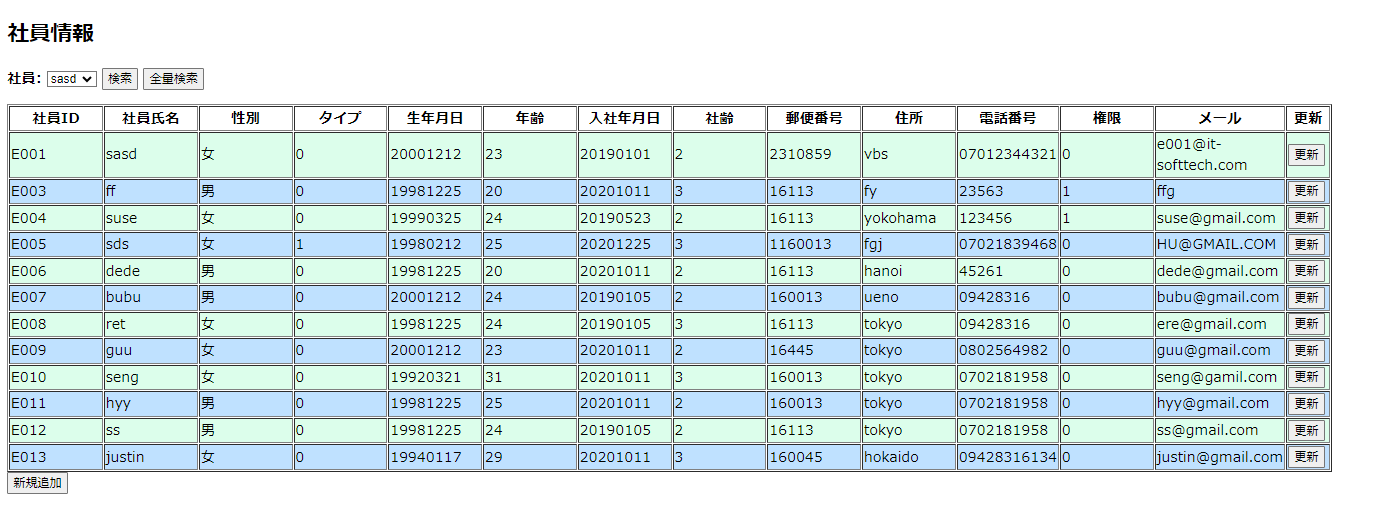 社員情報
社員: sasd 検索 全量検索
社員ID 社員氏名 性別 タイプ 生年月日 年齢 入社年月日 社齢 郵便番号 住所 電話番号 権限 メール 更新
E001 sasd 女 0 20001212 23 20190101 2 2310859 vbs 07012344321 0 e001@it-
softtech.com 更新
E003 ff 男 0 19981225 20 20201011 3 16113 fy 23563 1 ffg 更新
E004 suse 女 0 19990325 24 20190523 2 16113 yokohama 123456 1 suse@gmail.com 更新
E005 sds 女 1 19980212 25 20201225 3 1160013 fgj 07021839468 0 HU@GMAIL.COM 更新
E006 dede 男 0 19981225 20 20201011 2 16113 hanoi 45261 0 dede@gmail.com 更新
E007 bubu 男 0 20001212 24 20190105 2 160013 ueno 09428316 0 bubu@gmail.com 更新
E008 ret 女 0 19981225 24 20190105 3 16113 tokyo 09428316 0 ere@gmail.com 更新
E009 guu 女 0 20001212 23 20201011 2 16445 tokyo 0802564982 0 guu@gmail.com 更新
E010 seng 女 0 19920321 31 20201011 3 160013 tokyo 0702181958 0 seng@gamil.com 更新
E011 hyy 男 0 19981225 25 20201011 2 160013 tokyo 0702181958 0 hyy@gmail.com 更新
E012 ss 男 0 19981225 24 20190105 2 16113 tokyo 0702181958 0 ss@gmail.com 更新
E013 justin 女 0 19940117 29 20201011 3 160045 hokaido 09428316134 0 justin@gmail.com 更新
新規追加